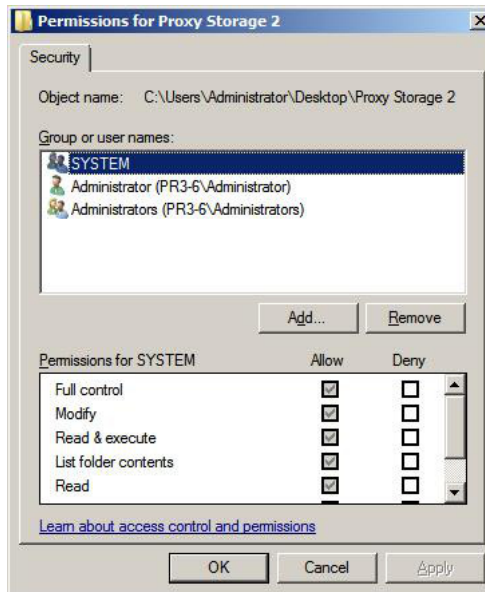 Permissions for Proxy Storage 2
Security
Object name: C:\Users\Administrator\Desktop\Proxy Storage 2
Group or user names:
SYSTEM
Administrator (PR3-6\Administrator)
Administrators (PR3-6\Administrators)
Add... Remove
Permissions for SYSTEM Allow Deny
Full control
Modify
Read & execute
List folder contents
Read
Learn about access control and permissions
OK Cancel Apply